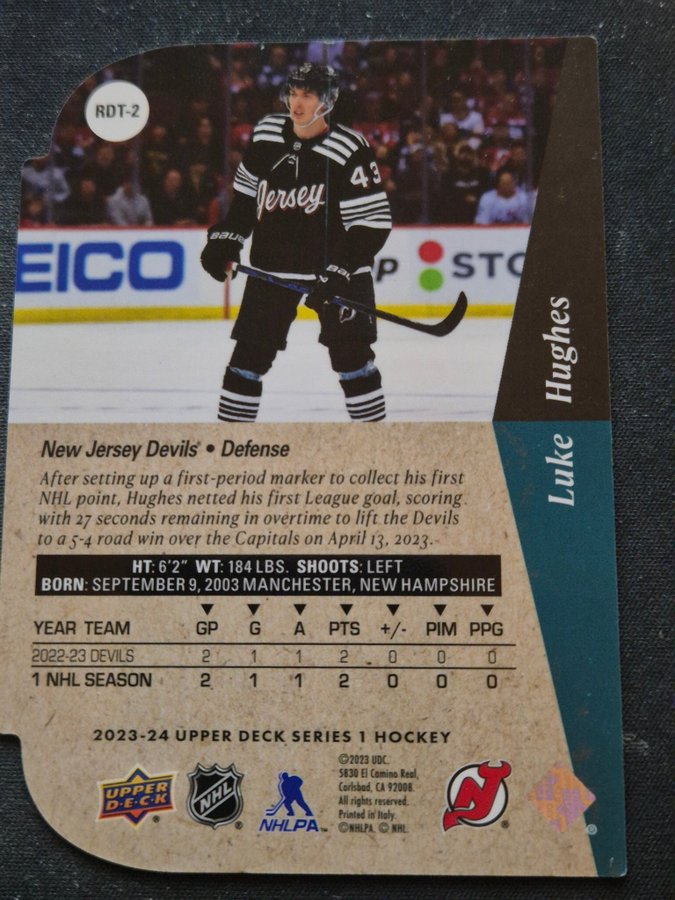 RDT-2
43
Jersey
BAUER
BAU
EICO
P STO
Luke Hughes
New Jersey Devils® • Defense
After setting up a first-period marker to collect his first
NHL point, Hughes netted his first League goal, scoring
with 27 seconds remaining in overtime to lift the Devils
to a 5-4 road win over the Capitals on April 13, 2023.
HT: 6'2" WT: 184 LBS. SHOOTS: LEFT
BORN: SEPTEMBER 9, 2003 MANCHESTER, NEW HAMPSHIRE
YEAR TEAM GP G A PTS +/- PIM PPG
2022-23 DEVILS 2 1 1 2 0 0 0
1 NHL SEASON 2 1 1 2 0 0 0
2023-24 UPPER DECK SERIES 1 HOCKEY
©2023 UDC.
5830 El Camino Real,
Carlsbad, CA 92008.
All rights reserved.
Printed in Italy.
©NHLPA. © NHL.
UPPER
D·E·C·K
®
NHL
®
NHLPA™
NJ
®
®